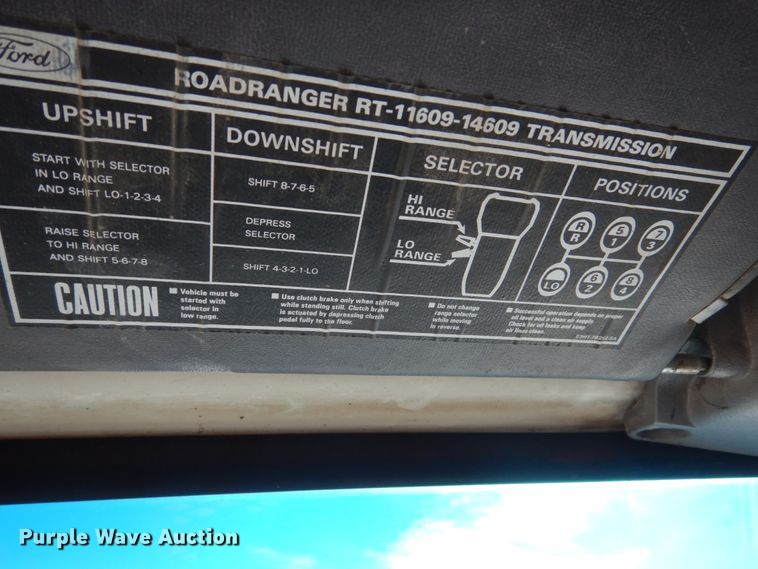 Ford
ROADRANGER RT-11609-14609 TRANSMISSION
UPSHIFT
START WITH SELECTOR
IN LO RANGE
AND SHIFT LO-1-2-3-4
RAISE SELECTOR
TO HI RANGE
AND SHIFT 5-6-7-8
DOWNSHIFT
SHIFT 8-7-6-5
DEPRESS
SELECTOR
SHIFT 4-3-2-1-LO
SELECTOR
HI
RANGE
LO
RANGE
POSITIONS
R 5 7
R 1 3
6 8
LO 2 4
CAUTION
■ Vehicle must be
started with
selector in
low range.
■ Use clutch brake only when shifting
while standing still. Clutch brake
is actuated by depressing clutch
pedal fully to the floor.
■ Do not change
range selector
while moving
in reverse.
■ Successful operation depends on proper
oil level and a clean air supply.
Check for oil leaks and keep
air lines clean.
Purple Wave Auction